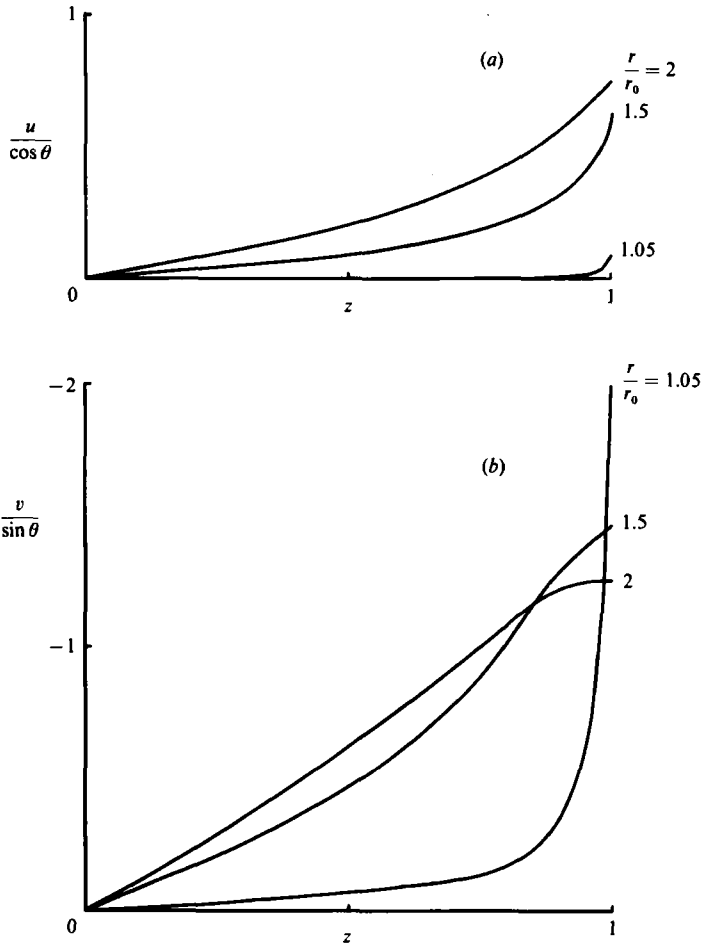 1
(a)
r/r₀ = 2
1.5
u/cos θ
1.05
0
z
1
−2
r/r₀ = 1.05
(b)
v/sin θ
1.5
2
−1
−0
z
1